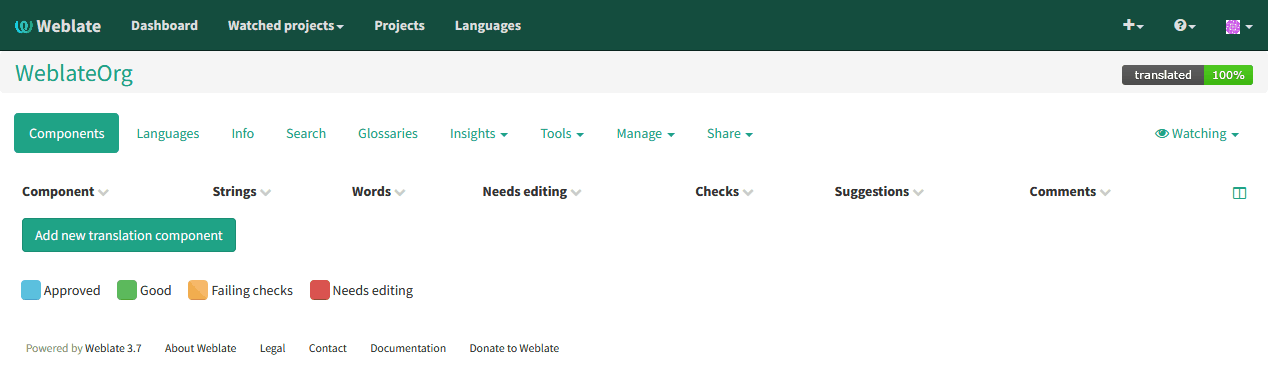 Weblate Dashboard Watched projects Projects Languages
WeblateOrg translated 100%
Components Languages Info Search Glossaries Insights Tools Manage Share Watching
Component Strings Words Needs editing Checks Suggestions Comments
Add new translation component
Approved Good Failing checks Needs editing
Powered by Weblate 3.7 About Weblate Legal Contact Documentation Donate to Weblate